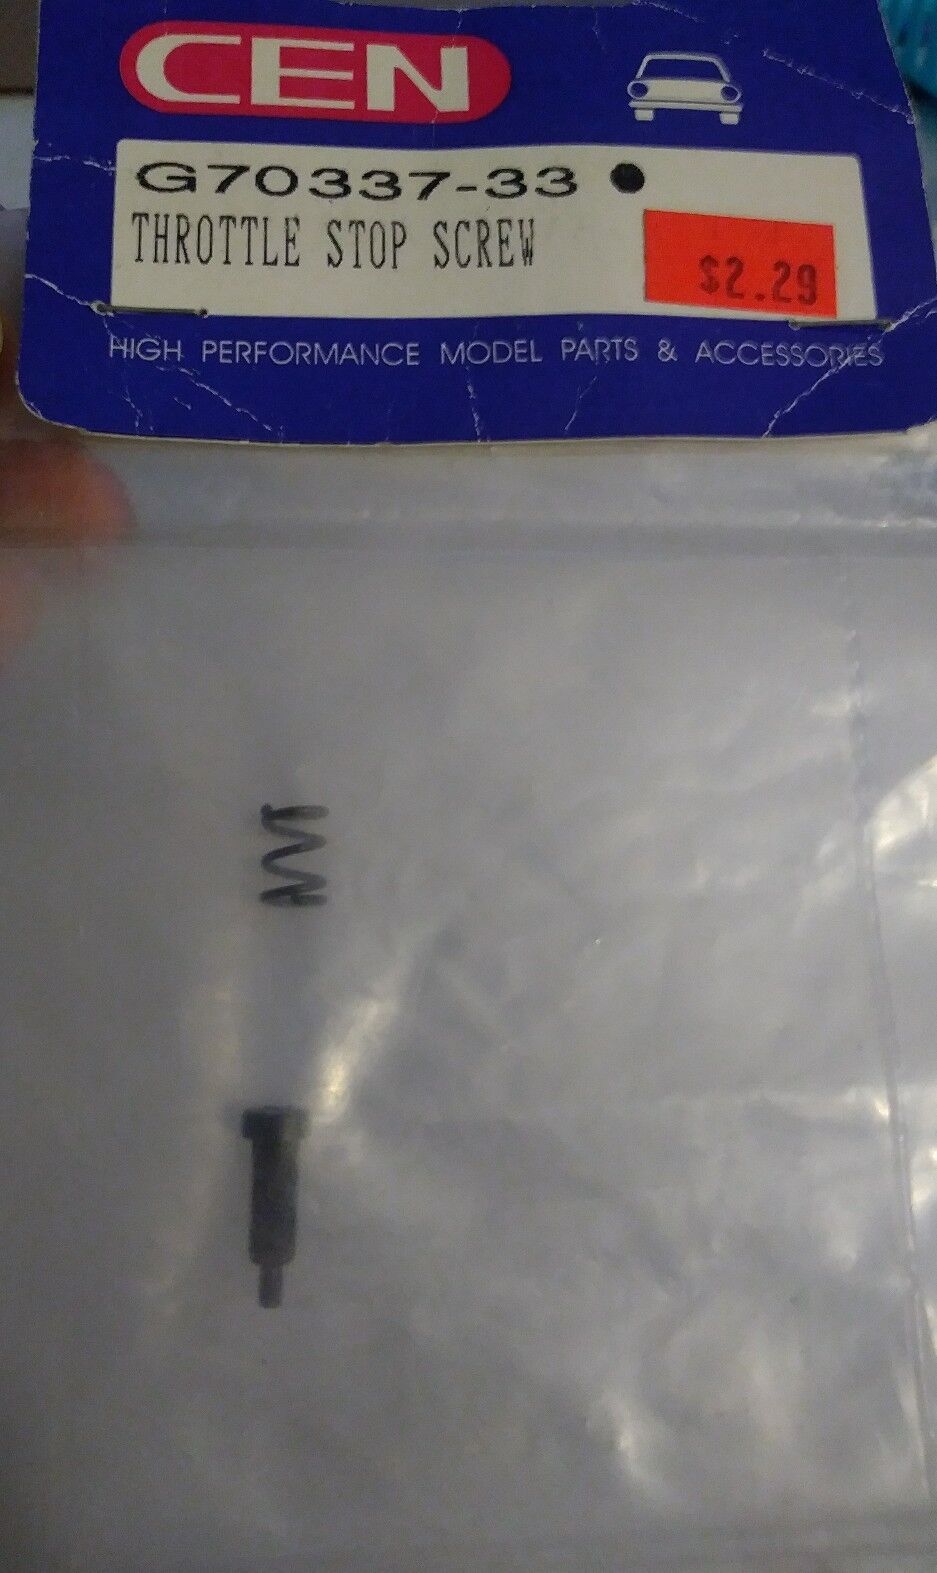 CEN
G70337-33
THROTTLE STOP SCREW
$2.29
HIGH PERFORMANCE MODEL PARTS & ACCESSORIES